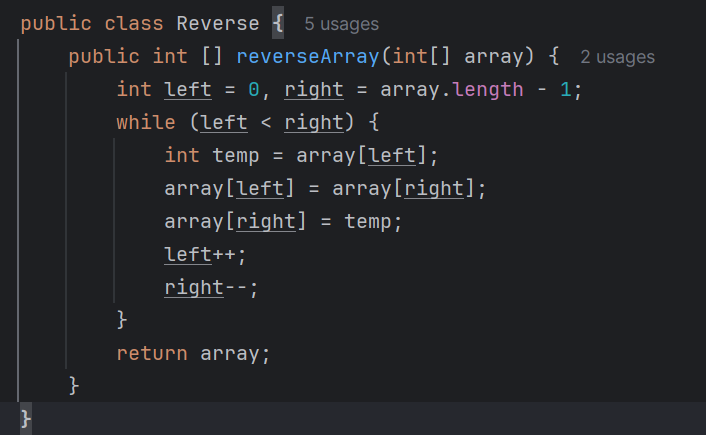 public class Reverse { 5 usages
public int [] reverseArray(int[] array) { 2 usages
int left = 0, right = array.length - 1;
while (left < right) {
int temp = array[left];
array[left] = array[right];
array[right] = temp;
left++;
right--;
}
return array;
}
}